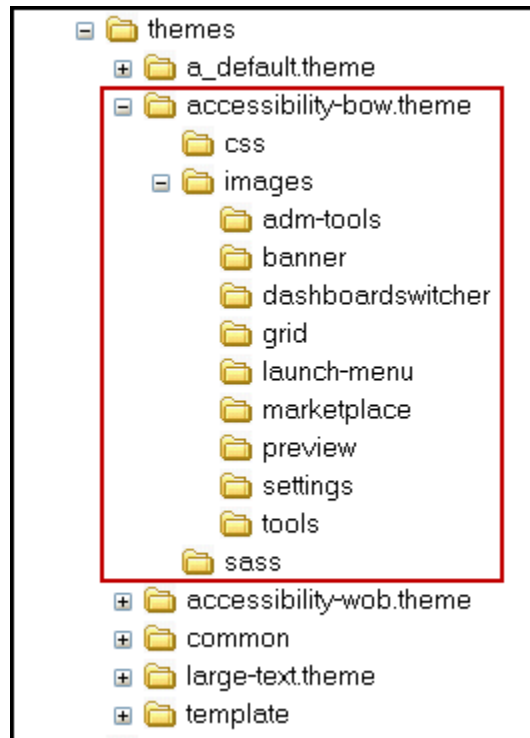 themes
a_default.theme
accessibility-bow.theme
css
images
adm-tools
banner
dashboardswitcher
grid
launch-menu
marketplace
preview
settings
tools
sass
accessibility-wob.theme
common
large-text.theme
template